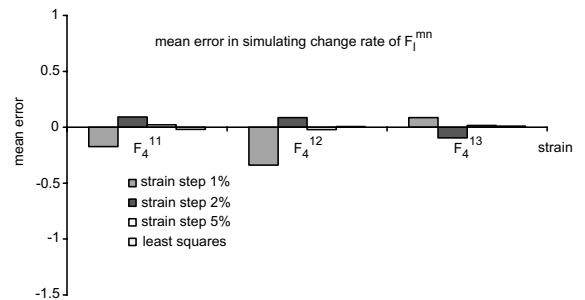 1
mean error in simulating change rate of F_l^mn
0.5
0
F_4^11
F_4^12
F_4^13
strain
mean error
-0.5
strain step 1%
strain step 2%
strain step 5%
-1
least squares
-1.5